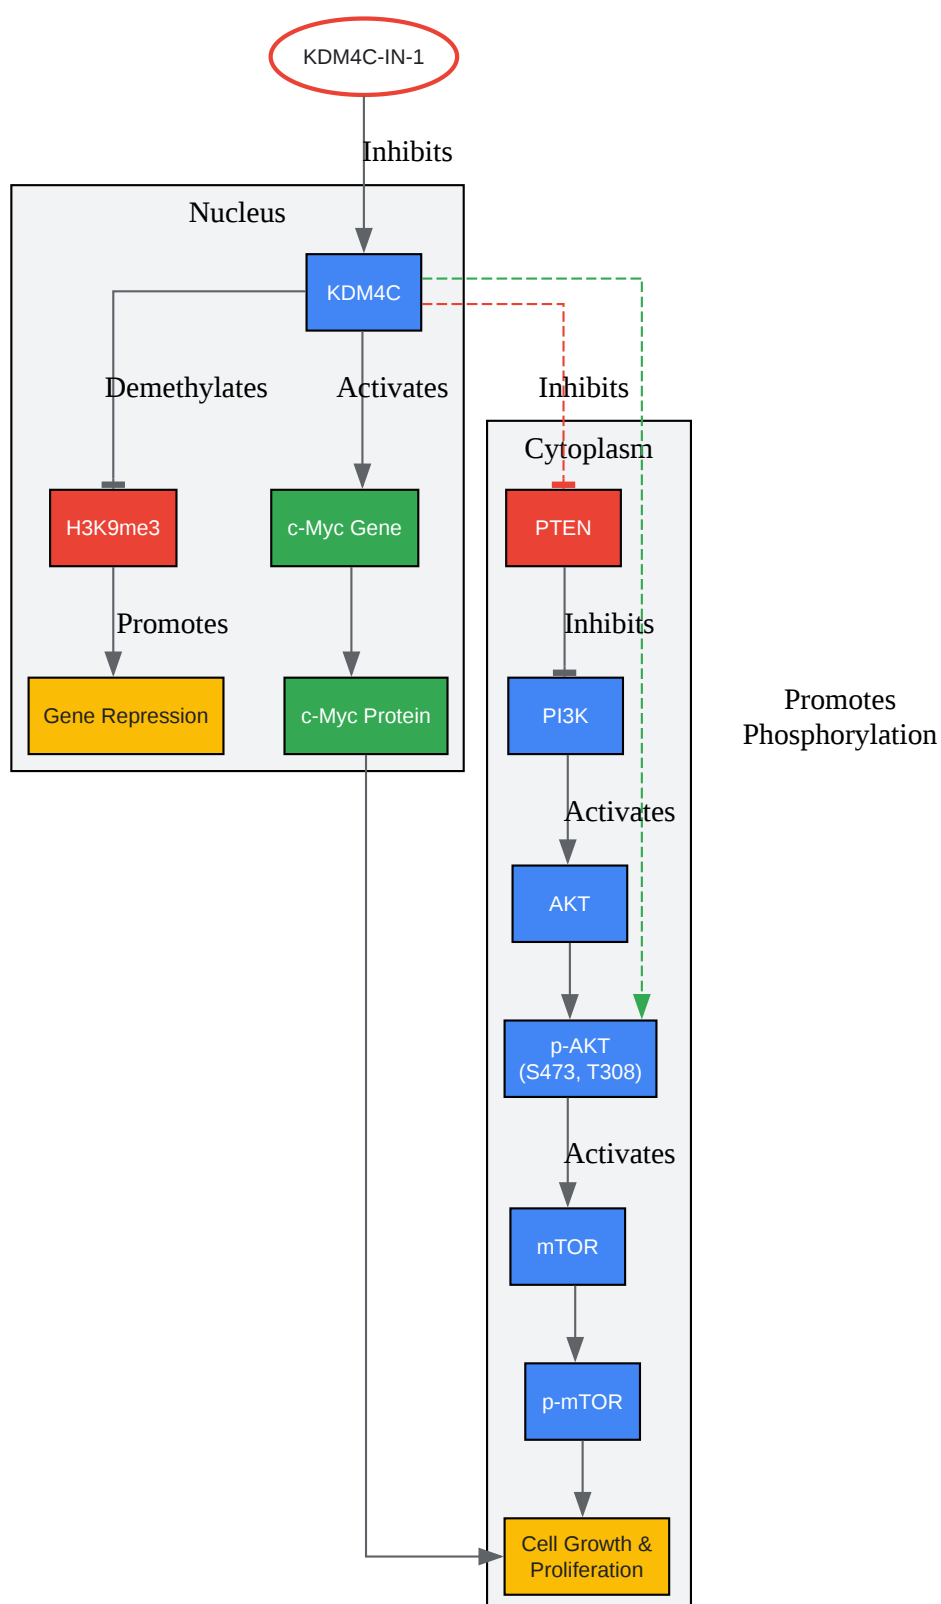 KDM4C-IN-1
Inhibits
Nucleus
KDM4C
Demethylates
Activates
Inhibits
Cytoplasm
H3K9me3
c-Myc Gene
PTEN
Promotes
Inhibits
Gene Repression
c-Myc Protein
PI3K
Promotes
Phosphorylation
Activates
AKT
p-AKT
(S473, T308)
Activates
mTOR
p-mTOR
Cell Growth &
Proliferation